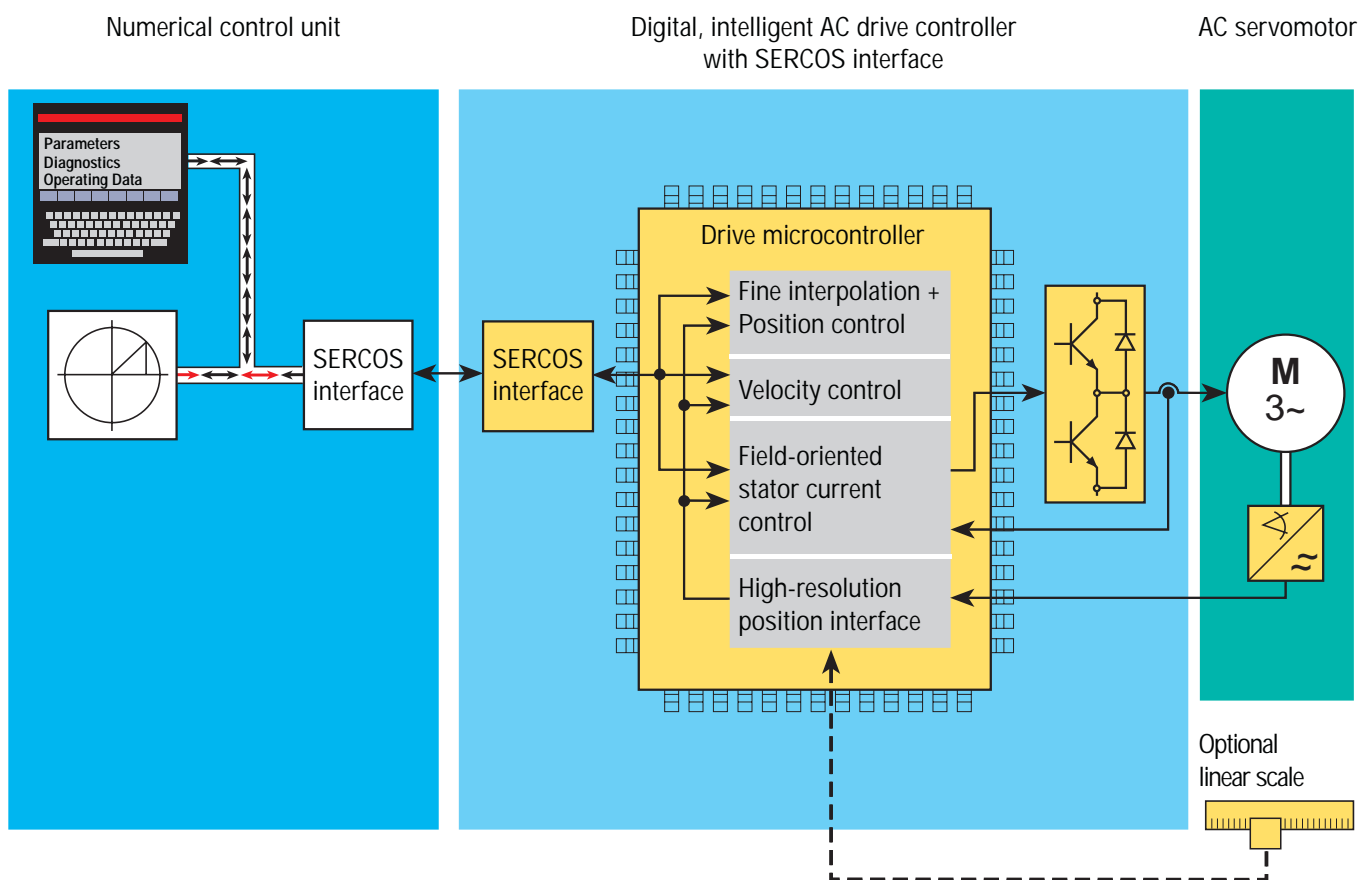 Numerical control unit
Digital, intelligent AC drive controller
with SERCOS interface
AC servomotor
Parameters
Diagnostics
Operating Data
SERCOS
interface
SERCOS
interface
Drive microcontroller
Fine interpolation +
Position control
Velocity control
Field-oriented
stator current
control
High-resolution
position interface
M
3~
≈
Optional
linear scale